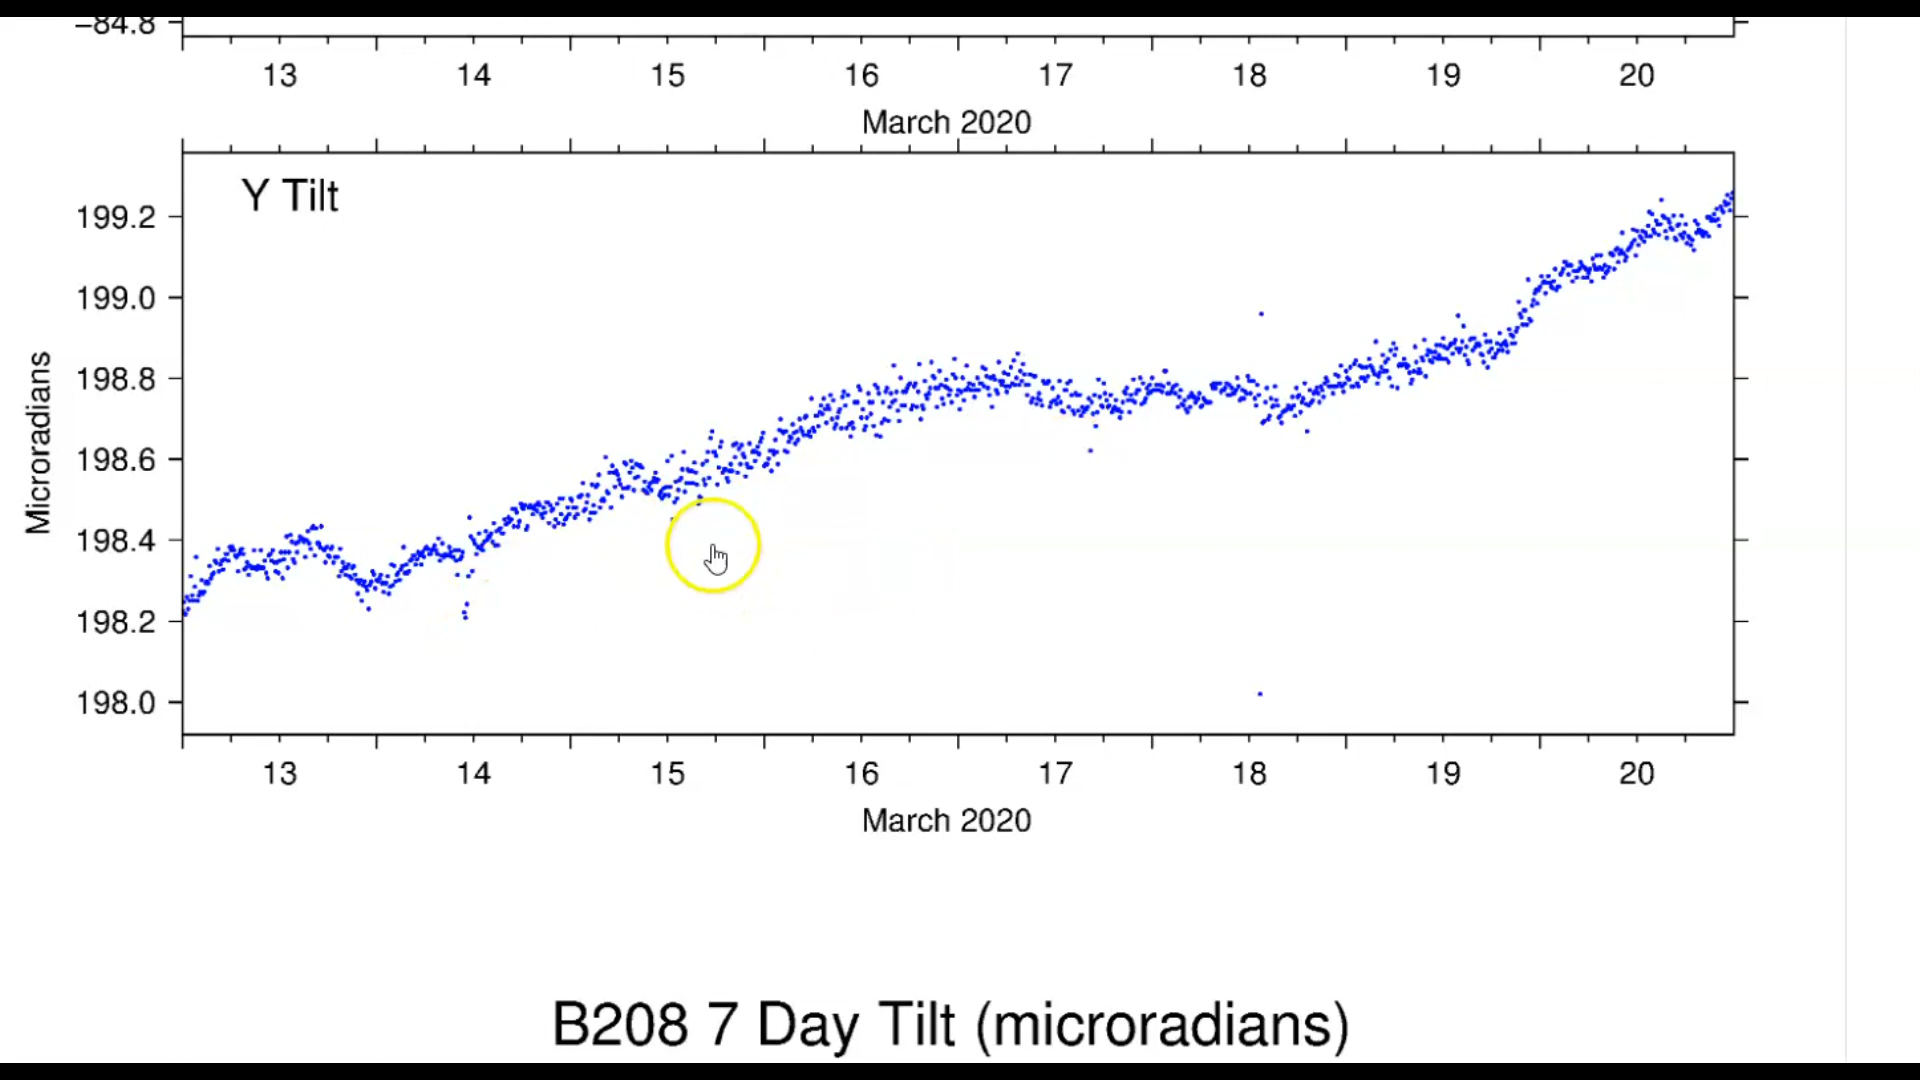 −84.8
13 14 15 16 17 18 19 20
March 2020
Y Tilt
199.2
199.0
198.8
198.6
198.4
198.2
198.0
Microradians
13 14 15 16 17 18 19 20
March 2020
B208 7 Day Tilt (microradians)